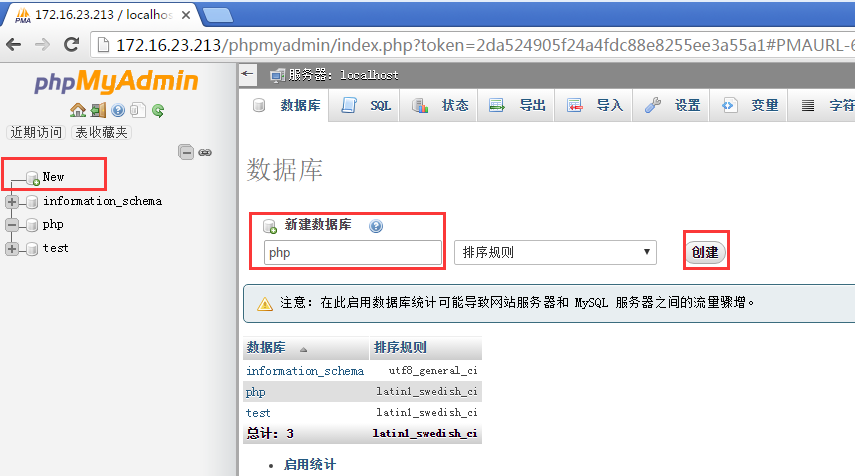 172.16.23.213 / localhos
172.16.23.213/phpmyadmin/index.php?token=2da524905f24a4fdc88e8255ee3a55a1#PMAURL-6
phpMyAdmin
近期访问 表收藏夹
New
information_schema
php
test
服务器: localhost
数据库 SQL 状态 导出 导入 设置 变量 字符
数据库
新建数据库
php 排序规则 创建
注意: 在此启用数据库统计可能导致网站服务器和 MySQL 服务器之间的流量骤增。
数据库 排序规则
information_schema utf8_general_ci
php latin1_swedish_ci
test latin1_swedish_ci
总计: 3 latin1_swedish_ci
启用统计